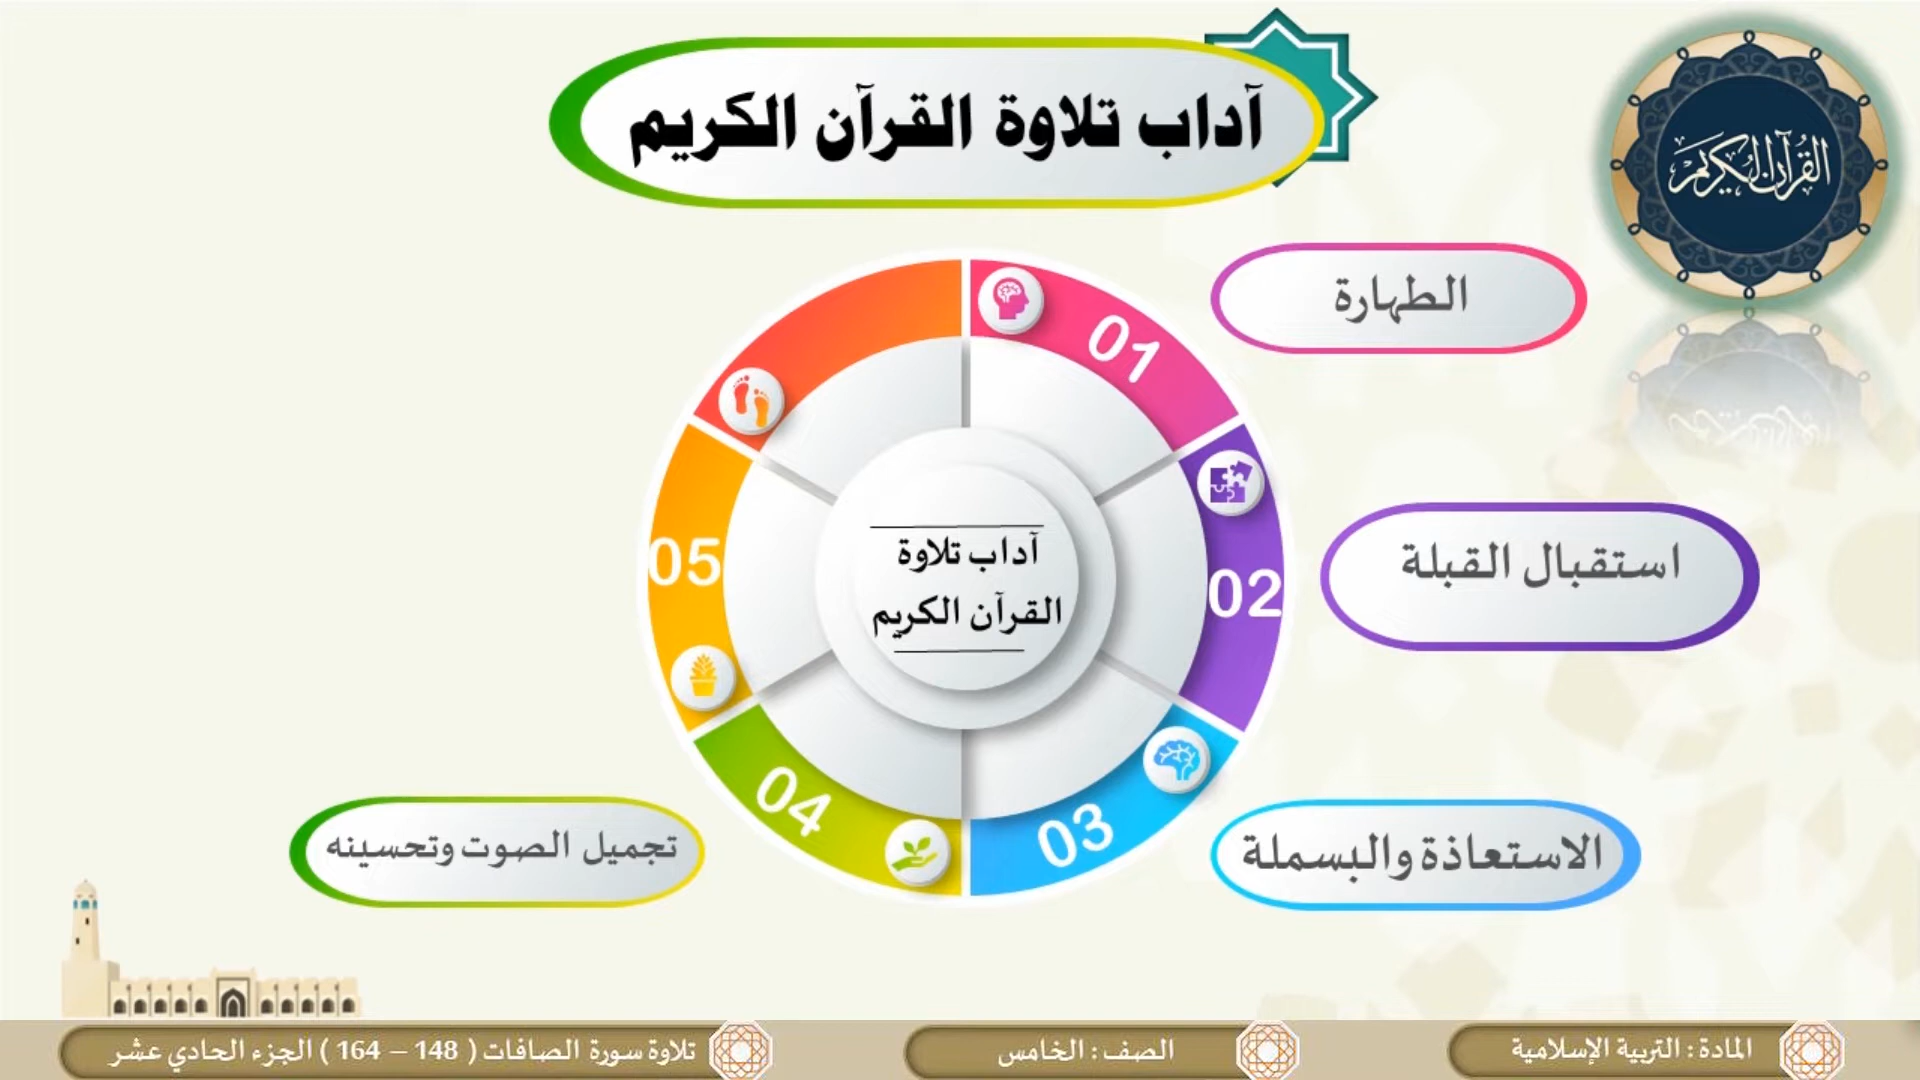 آداب تلاوة القرآن الكريم
القرآن الكريم
الطهارة
01
استقبال القبلة
02
آداب تلاوة
القرآن الكريم
05
الاستعاذة والبسملة
03
04
تجميل الصوت وتحسينه
المادة : التربية الإسلامية
الصف : الخامس
تلاوة سورة الصافات ( 148 – 164 ) الجزء الحادي عشر